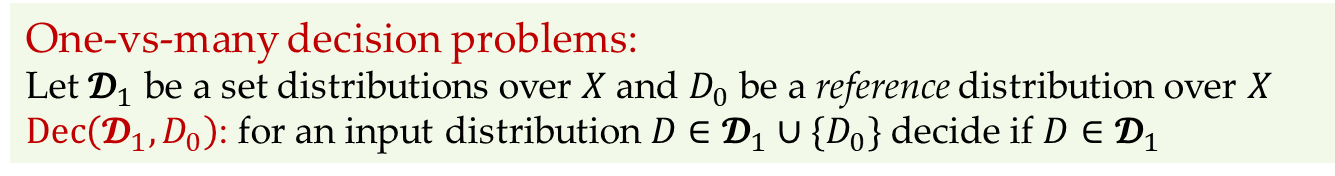 One-vs-many decision problems:
Let 𝓓₁ be a set distributions over X and D₀ be a reference distribution over X
Dec(𝓓₁, D₀): for an input distribution D ∈ 𝓓₁ ∪ {D₀} decide if D ∈ 𝓓₁